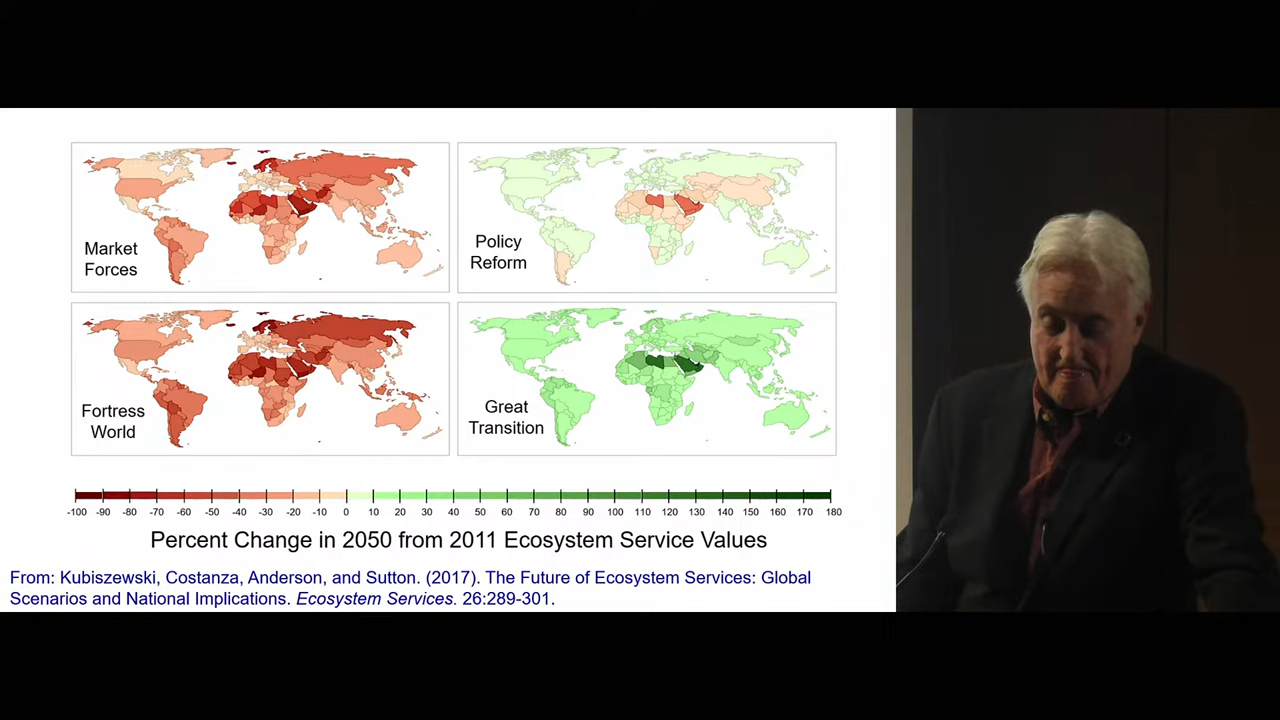 Market
Forces
Policy
Reform
Fortress
World
Great
Transition
-100 -90 -80 -70 -60 -50 -40 -30 -20 -10 0 10 20 30 40 50 60 70 80 90 100 110 120 130 140 150 160 170 180
Percent Change in 2050 from 2011 Ecosystem Service Values
From: Kubiszewski, Costanza, Anderson, and Sutton. (2017). The Future of Ecosystem Services: Global
Scenarios and National Implications. Ecosystem Services. 26:289-301.